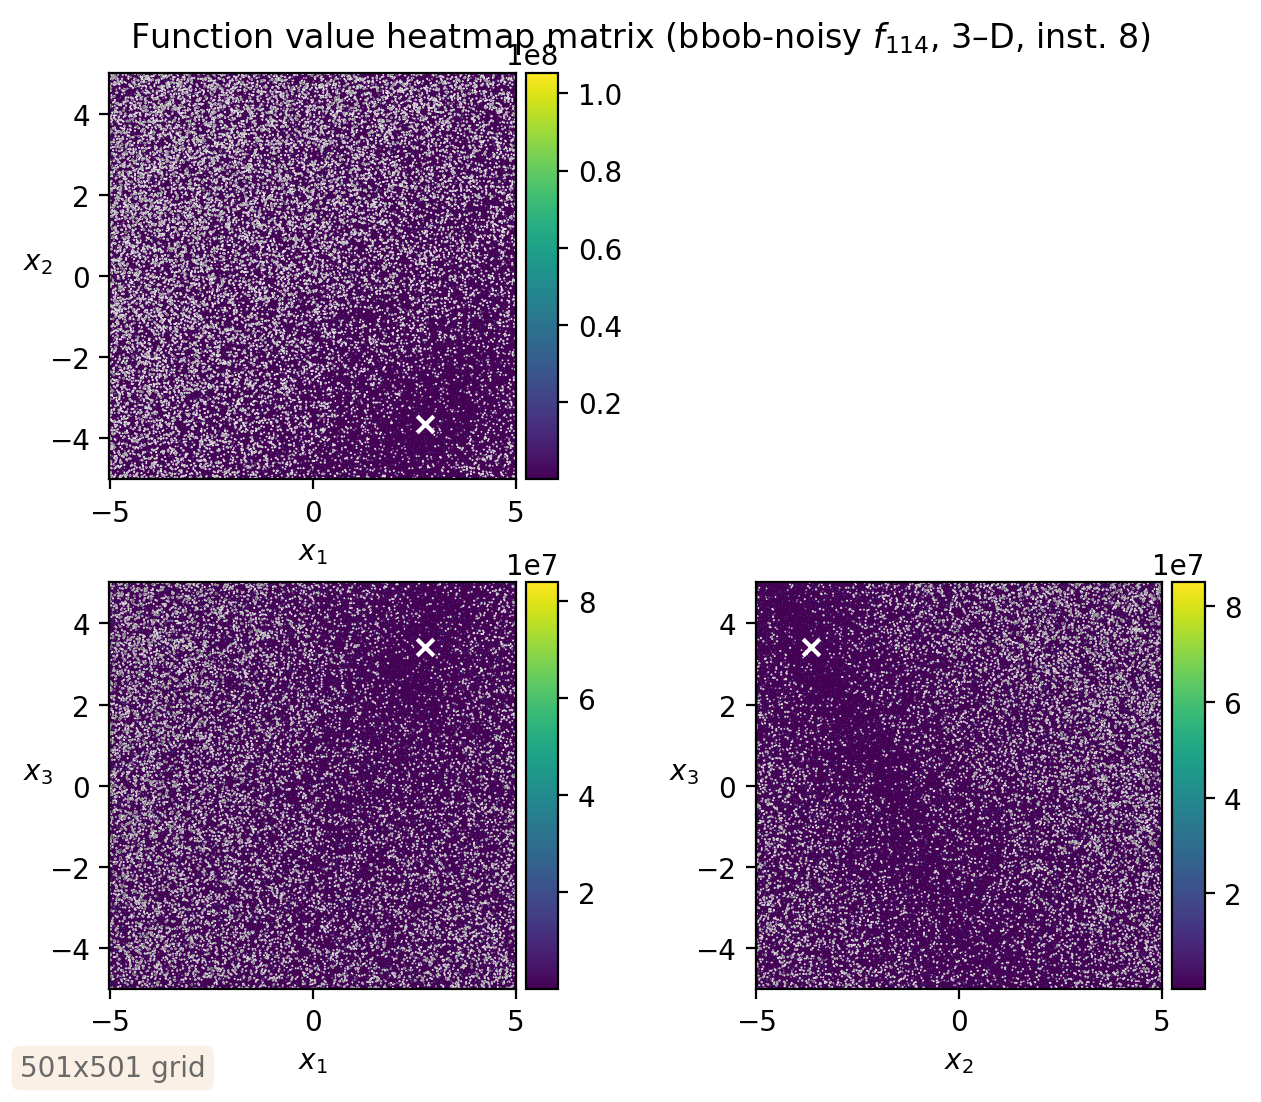 Function value heatmap matrix (bbob-noisy f114, 3–D, inst. 8)
1e8
1.0
0.8
0.6
0.4
0.2
4
2
0
−2
−4
x2
−5 0 5
x1
1e7
8
6
4
2
4
2
0
−2
−4
x3
−5 0 5
x1
1e7
8
6
4
2
4
2
0
−2
−4
x3
−5 0 5
x2
501x501 grid